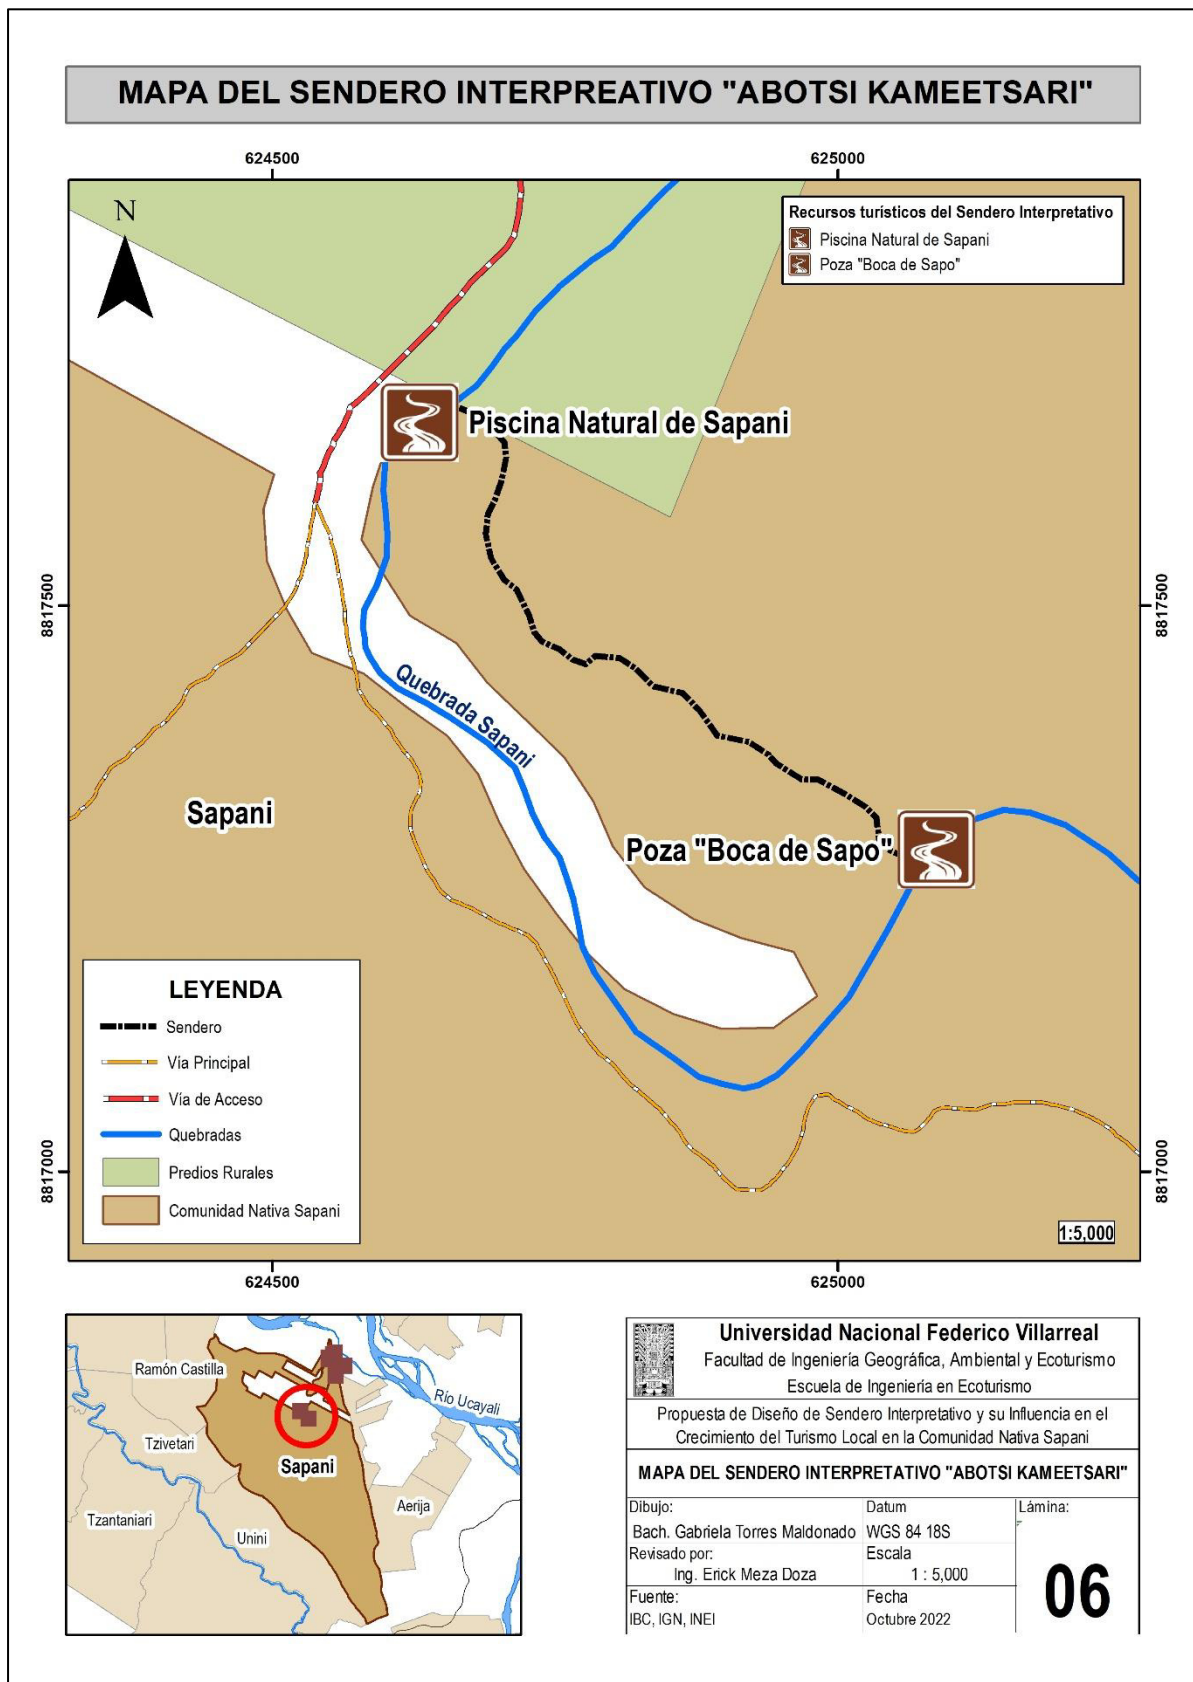 MAPA DEL SENDERO INTERPREATIVO "ABOTSI KAMEETSARI"
624500
625000
N
Recursos turísticos del Sendero Interpretativo
Piscina Natural de Sapani
Poza "Boca de Sapo"
Piscina Natural de Sapani
8817500
8817500
Quebrada Sapani
Sapani
Poza "Boca de Sapo"
LEYENDA
Sendero
Vía Principal
Vía de Acceso
Quebradas
Predios Rurales
Comunidad Nativa Sapani
8817000
8817000
1:5,000
624500
625000
Ramón Castilla
Río Ucayali
Tzivetari
Sapani
Aerija
Tzantaniari
Unini
Universidad Nacional Federico Villarreal
Facultad de Ingeniería Geográfica, Ambiental y Ecoturismo
Escuela de Ingeniería en Ecoturismo
Propuesta de Diseño de Sendero Interpretativo y su Influencia en el
Crecimiento del Turismo Local en la Comunidad Nativa Sapani
MAPA DEL SENDERO INTERPRETATIVO "ABOTSI KAMEETSARI"
Dibujo:
Bach. Gabriela Torres Maldonado
Datum
WGS 84 18S
Lámina:
06
Revisado por:
Ing. Erick Meza Doza
Escala
1 : 5,000
Fuente:
IBC, IGN, INEI
Fecha
Octubre 2022